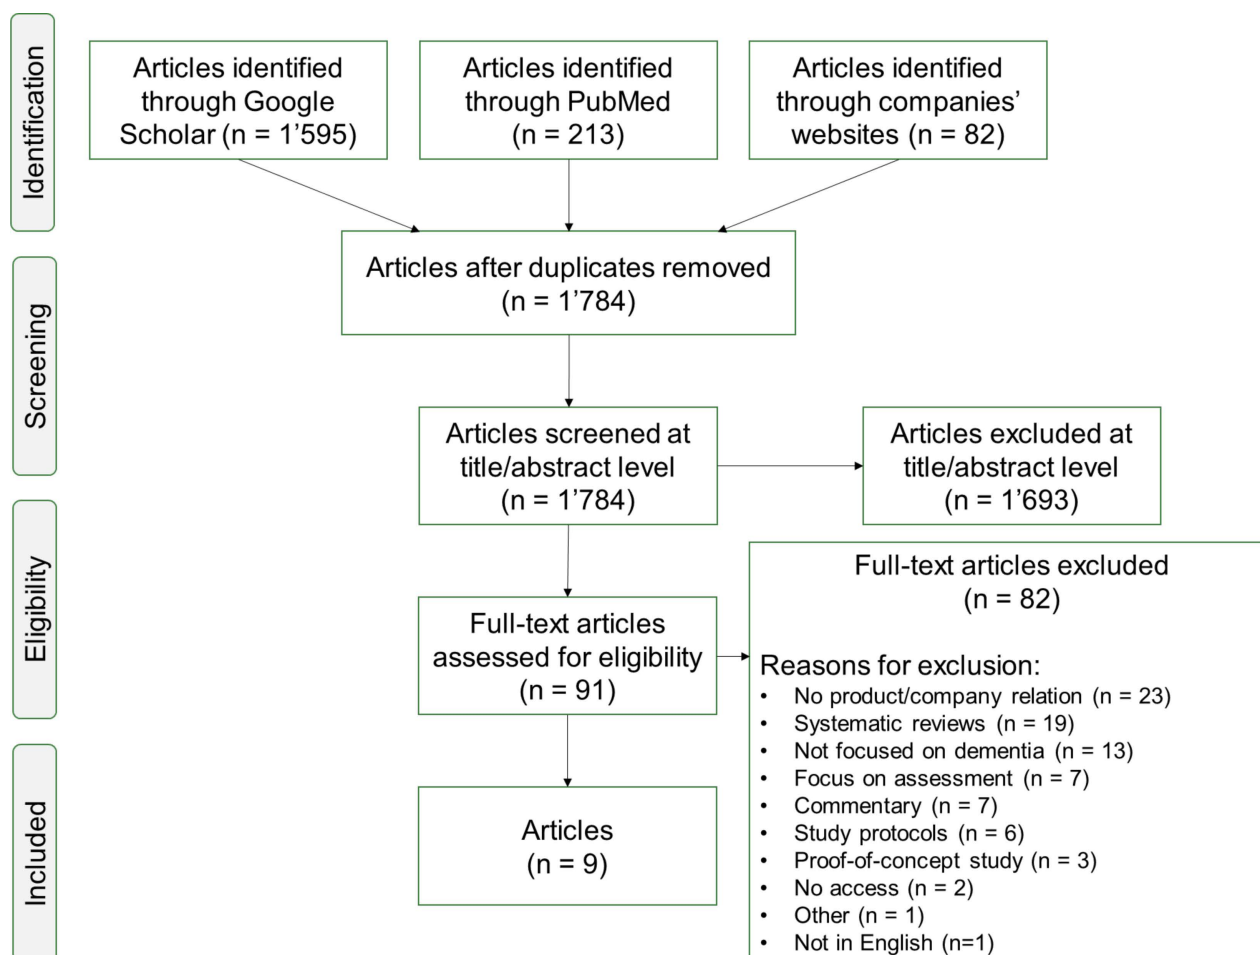 Identification
Articles identified
through Google
Scholar (n = 1’595)
Articles identified
through PubMed
(n = 213)
Articles identified
through companies’
websites (n = 82)
Screening
Articles after duplicates removed
(n = 1’784)
Articles screened at
title/abstract level
(n = 1’784)
Articles excluded at
title/abstract level
(n = 1’693)
Eligibility
Full-text articles
assessed for eligibility
(n = 91)
Full-text articles excluded
(n = 82)
Reasons for exclusion:
• No product/company relation (n = 23)
• Systematic reviews (n = 19)
• Not focused on dementia (n = 13)
• Focus on assessment (n = 7)
• Commentary (n = 7)
• Study protocols (n = 6)
• Proof-of-concept study (n = 3)
• No access (n = 2)
• Other (n = 1)
• Not in English (n=1)
Included
Articles
(n = 9)